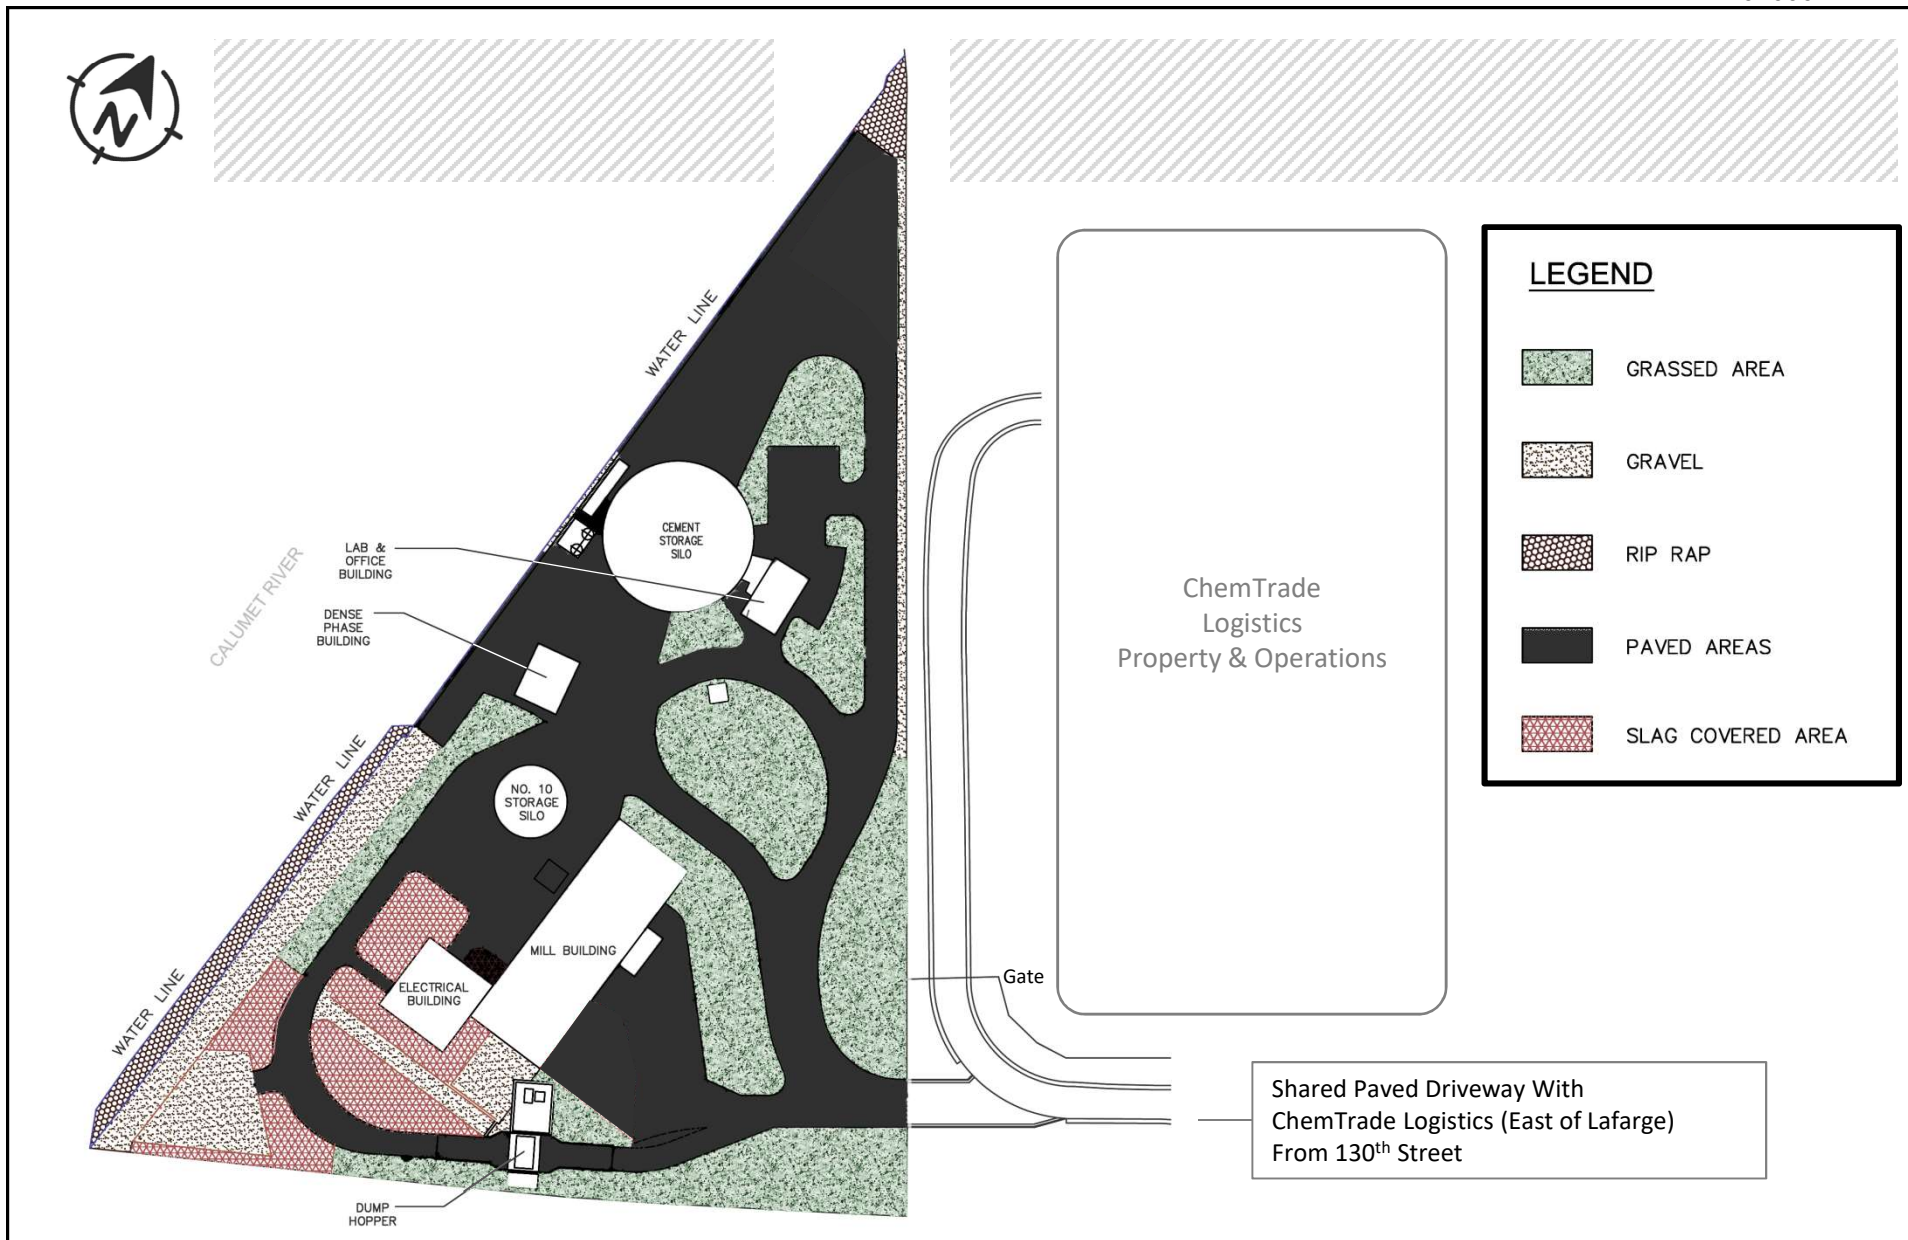 N
WATER LINE
LEGEND
GRASSED AREA
GRAVEL
RIP RAP
PAVED AREAS
SLAG COVERED AREA
CEMENT
STORAGE
SILO
LAB &
OFFICE
BUILDING
DENSE
PHASE
BUILDING
CALUMET RIVER
ChemTrade
Logistics
Property & Operations
WATER LINE
NO. 10
STORAGE
SILO
MILL BUILDING
ELECTRICAL
BUILDING
WATER LINE
Gate
Shared Paved Driveway With
ChemTrade Logistics (East of Lafarge)
From 130th Street
DUMP
HOPPER